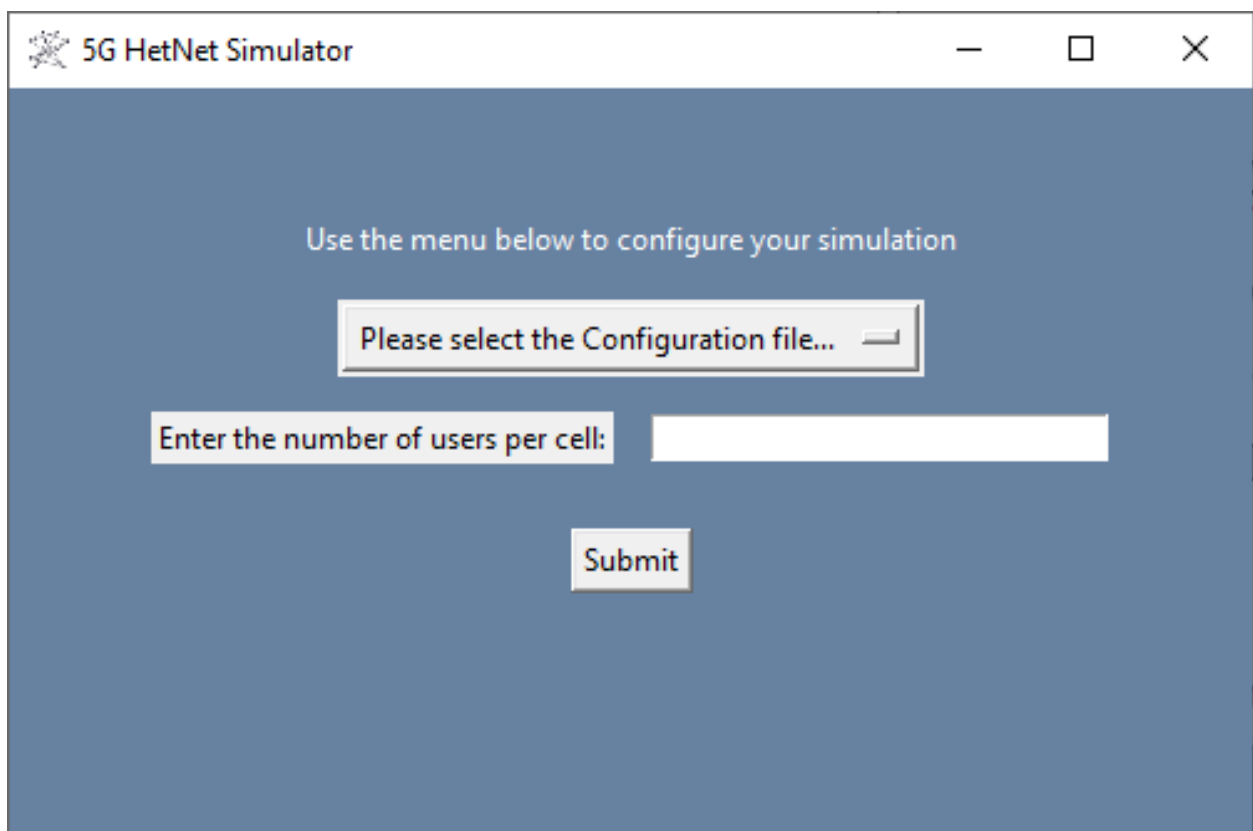 5G HetNet Simulator
Use the menu below to configure your simulation
Please select the Configuration file...
Enter the number of users per cell:
Submit